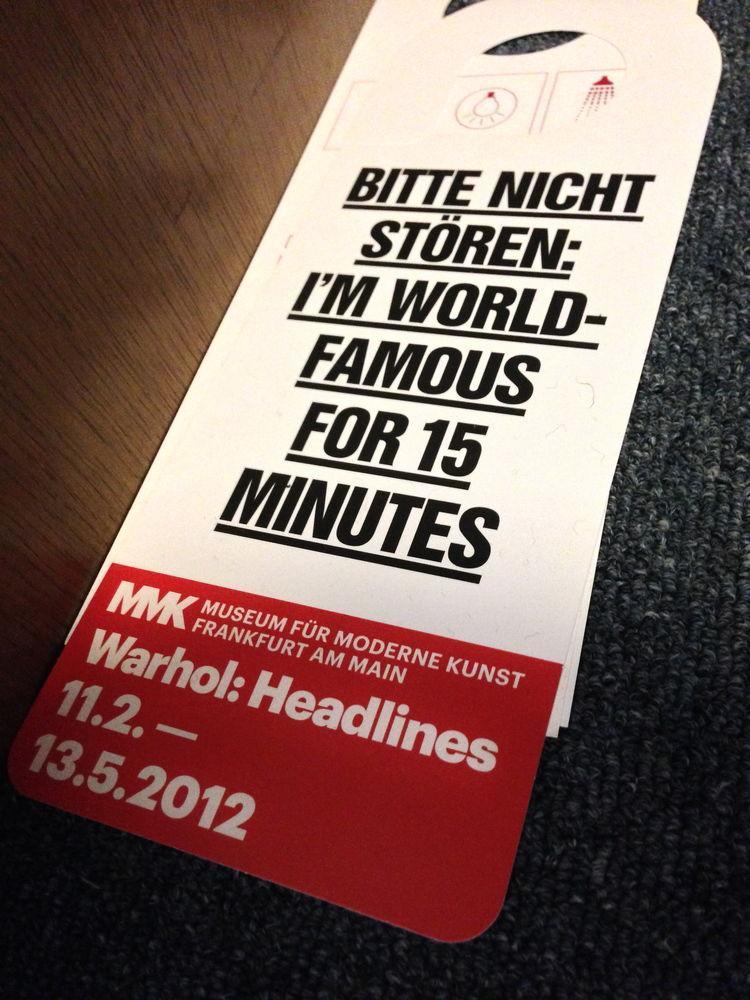 BITTE NICHT
STÖREN:
I'M WORLD-
FAMOUS
FOR 15
MINUTES
MMK MUSEUM FÜR MODERNE KUNST
FRANKFURT AM MAIN
Warhol: Headlines
11.2. —
13.5.2012